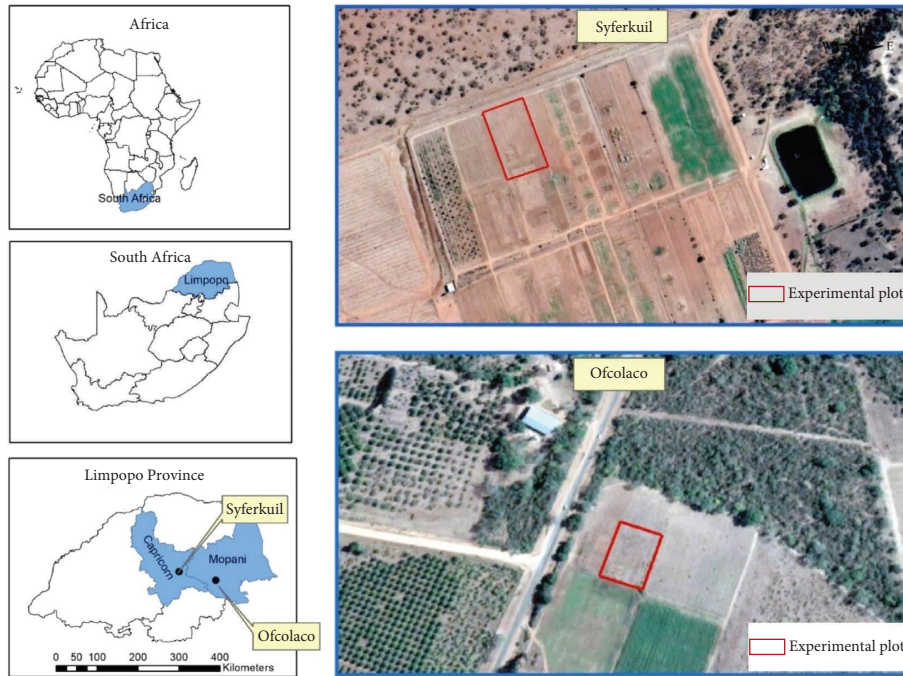 Africa
South Africa
South Africa
Limpopo
Limpopo Province
Syferkuil
Capricorn
Mopani
Ofcolaco
0 50 100 200 300 400
Kilometers
Syferkuil
E
Experimental plot
Ofcolaco
Experimental plot